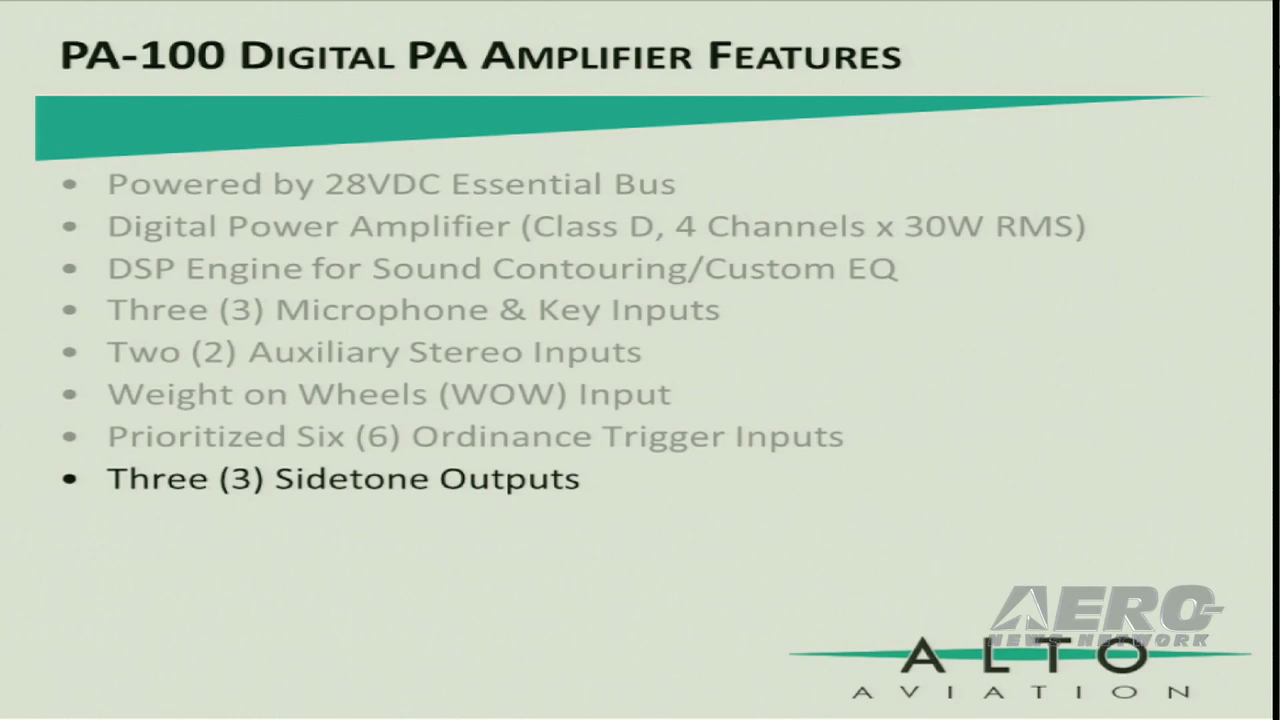 PA-100 DIGITAL PA AMPLIFIER FEATURES
• Powered by 28VDC Essential Bus
• Digital Power Amplifier (Class D, 4 Channels x 30W RMS)
• DSP Engine for Sound Contouring/Custom EQ
• Three (3) Microphone & Key Inputs
• Two (2) Auxiliary Stereo Inputs
• Weight on Wheels (WOW) Input
• Prioritized Six (6) Ordinance Trigger Inputs
• Three (3) Sidetone Outputs
AERO-
NEWS NETWORK
ALTO
AVIATION